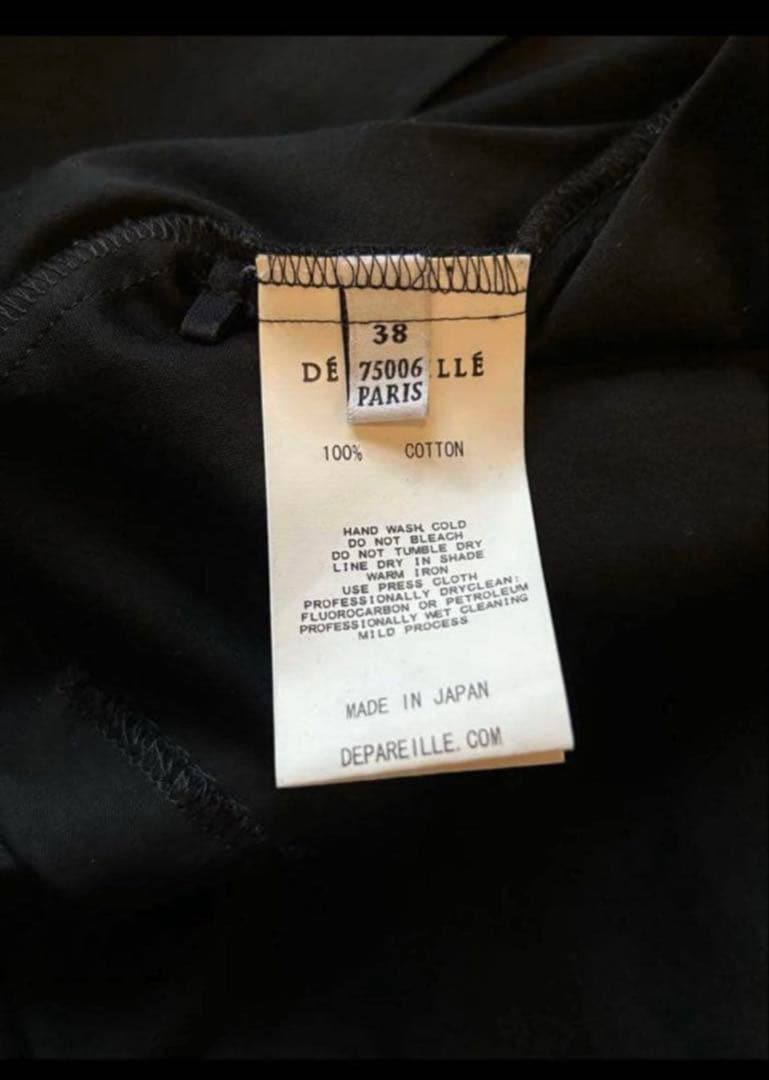 38
75006
PARIS
DÉ LLÉ
100% COTTON
HAND WASH, COLD
DO NOT BLEACH
DO NOT TUMBLE DRY
LINE DRY IN SHADE
WARM IRON
USE PRESS CLOTH
PROFESSIONALLY DRYCLEAN:
FLUOROCARBON OR PETROLEUM
PROFESSIONALLY WET CLEANING
MILD PROCESS
MADE IN JAPAN
DEPAREILLE.COM